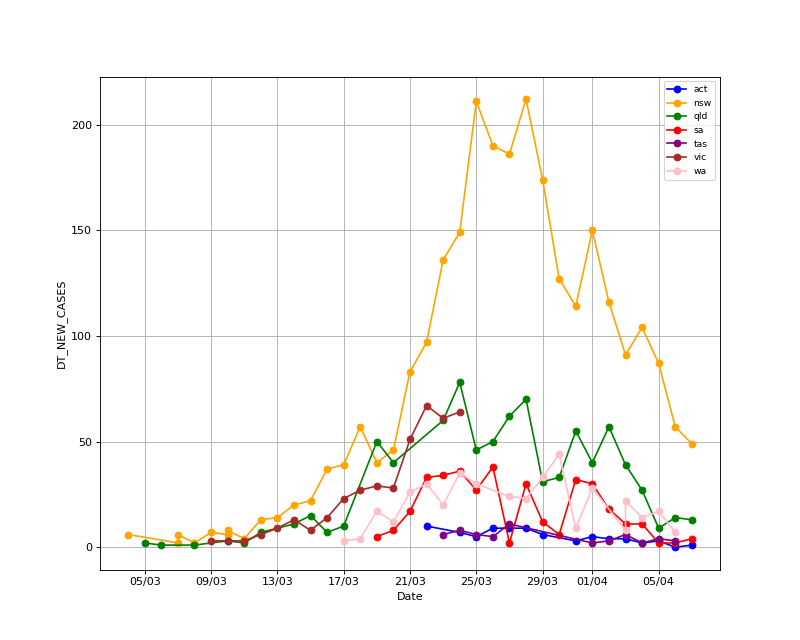 act
nsw
qld
sa
tas
vic
wa
200
150
100
50
0
DT_NEW_CASES
05/03 09/03 13/03 17/03 21/03 25/03 29/03 01/04 05/04
Date